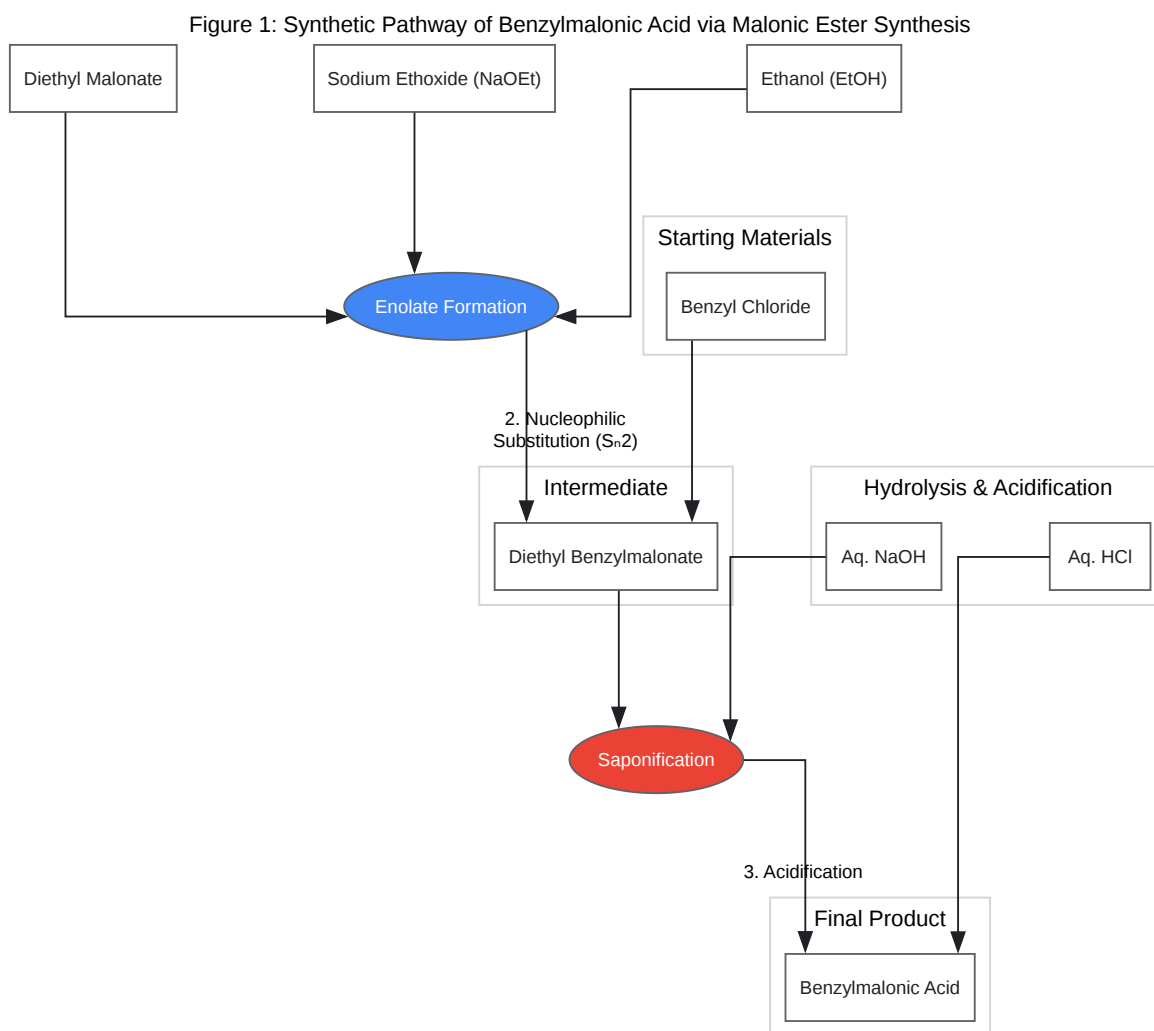 Figure 1: Synthetic Pathway of Benzylmalonic Acid via Malonic Ester Synthesis
Diethyl Malonate
Sodium Ethoxide (NaOEt)
Ethanol (EtOH)
Starting Materials
Enolate Formation
Benzyl Chloride
2. Nucleophilic
Substitution (Sₙ2)
Intermediate
Hydrolysis & Acidification
Diethyl Benzylmalonate
Aq. NaOH
Aq. HCl
Saponification
3. Acidification
Final Product
Benzylmalonic Acid